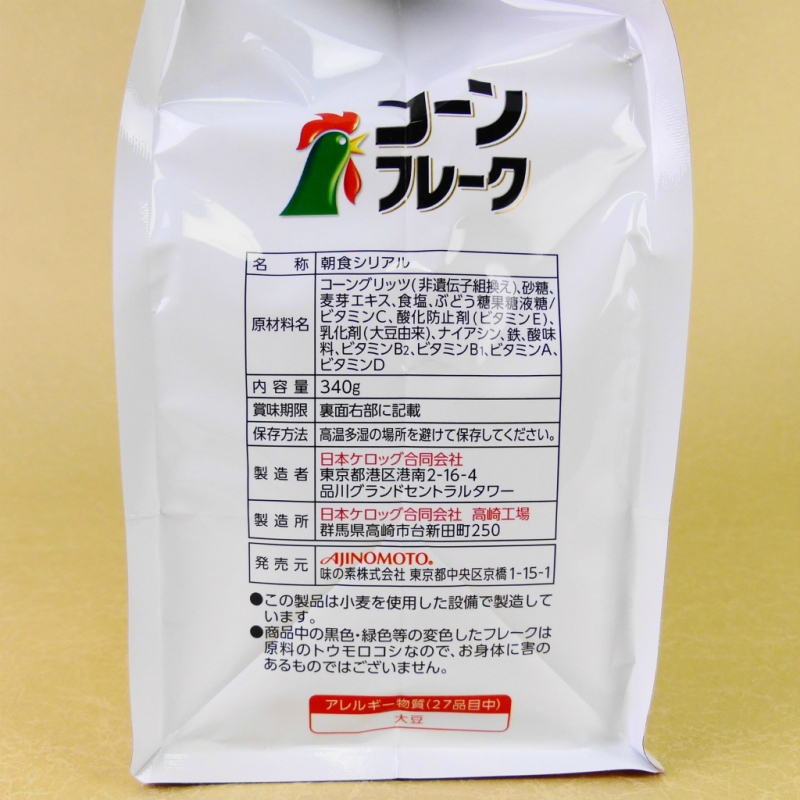 コーン
フレーク
名称 朝食シリアル
原材料名
コーングリッツ(非遺伝子組換え)、砂糖、
麦芽エキス、食塩、ぶどう糖果糖液糖/
ビタミンC、酸化防止剤(ビタミンE)、
乳化剤(大豆由来)、ナイアシン、鉄、酸味
料、ビタミンB2、ビタミンB1、ビタミンA、
ビタミンD
内容量 340g
賞味期限 裏面右部に記載
保存方法 高温多湿の場所を避けて保存してください。
製造者
日本ケロッグ合同会社
東京都港区港南2-16-4
品川グランドセントラルタワー
製造所
日本ケロッグ合同会社 高崎工場
群馬県高崎市台新田町250
発売元
AJINOMOTO®
味の素株式会社 東京都中央区京橋1-15-1
●この製品は小麦を使用した設備で製造して
います。
●商品中の黒色・緑色等の変色したフレークは
原料のトウモロコシなので、お身体に害の
あるものではございません。
アレルギー物質(27品目中)
大豆